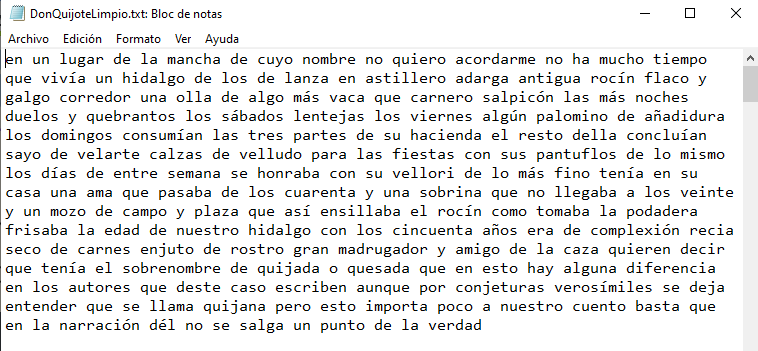 DonQuijoteLimpio.txt: Bloc de notas
Archivo Edición Formato Ver Ayuda
en un lugar de la mancha de cuyo nombre no quiero acordarme no ha mucho tiempo
que vivía un hidalgo de los de lanza en astillero adarga antigua rocín flaco y
galgo corredor una olla de algo más vaca que carnero salpicón las más noches
duelos y quebrantos los sábados lentejas los viernes algún palomino de añadidura
los domingos consumían las tres partes de su hacienda el resto della concluían
sayo de velarte calzas de velludo para las fiestas con sus pantuflos de lo mismo
los días de entre semana se honraba con su vellori de lo más fino tenía en su
casa una ama que pasaba de los cuarenta y una sobrina que no llegaba a los veinte
y un mozo de campo y plaza que así ensillaba el rocín como tomaba la podadera
frisaba la edad de nuestro hidalgo con los cincuenta años era de complexión recia
seco de carnes enjuto de rostro gran madrugador y amigo de la caza quieren decir
que tenía el sobrenombre de quijada o quesada que en esto hay alguna diferencia
en los autores que deste caso escriben aunque por conjeturas verosímiles se deja
entender que se llama quijana pero esto importa poco a nuestro cuento basta que
en la narración dél no se salga un punto de la verdad